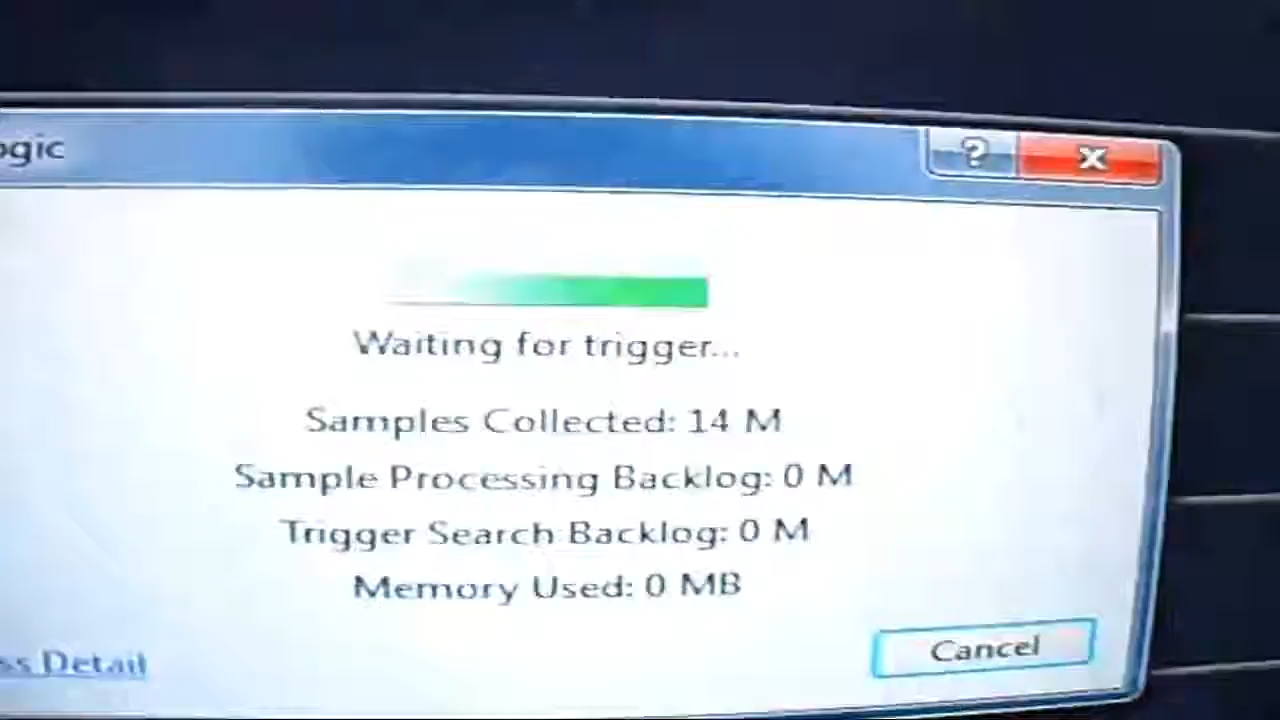 ogic
Waiting for trigger...
Samples Collected: 14 M
Sample Processing Backlog: 0 M
Trigger Search Backlog: 0 M
Memory Used: 0 MB
ss Detail
Cancel